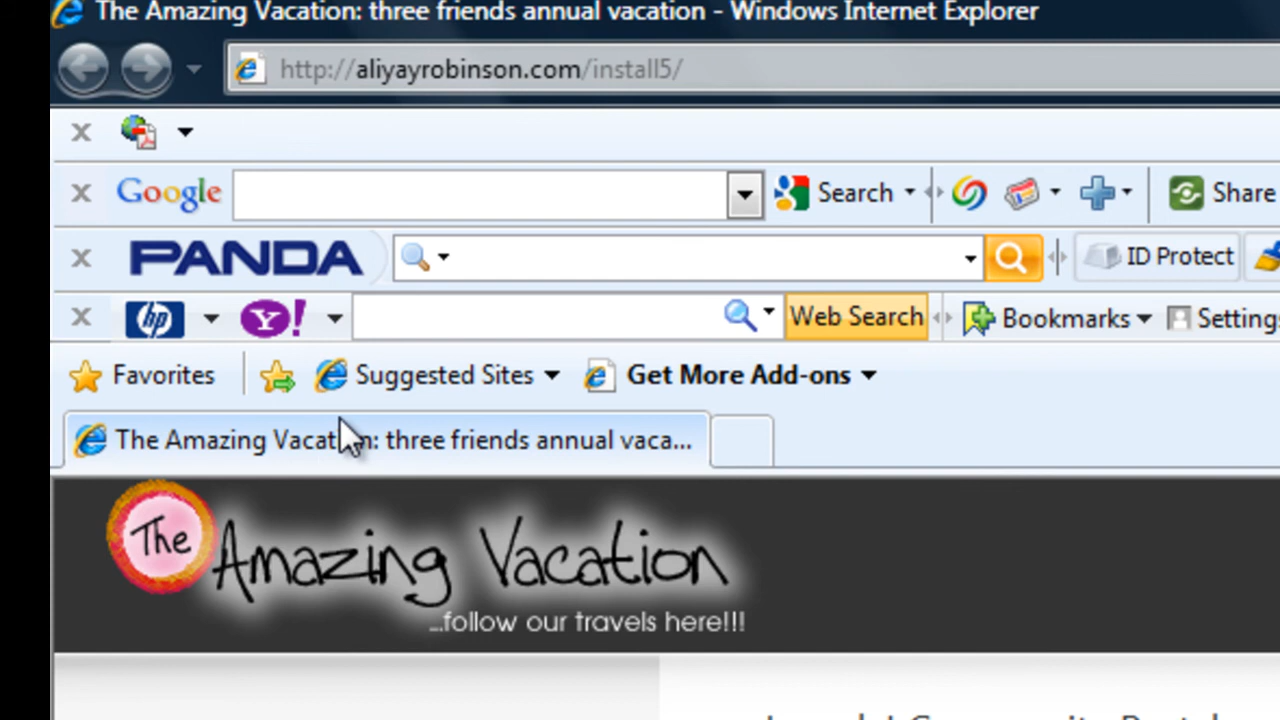 The Amazing Vacation: three friends annual vacation - Windows Internet Explorer
http://aliyayrobinson.com/install5/
Google Search Share
PANDA ID Protect
hp Y! Web Search Bookmarks
Favorites Suggested Sites Get More Add-ons
The Amazing Vacation: three friends annual vaca...
The Amazing Vacation
...follow our travels here!!!